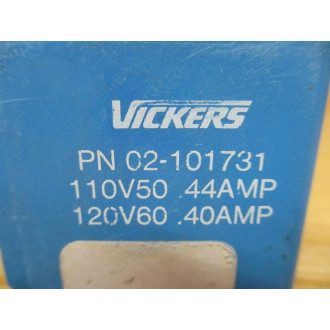 VICKERS
PN 02-101731
110V50 .44AMP
120V60 .40AMP